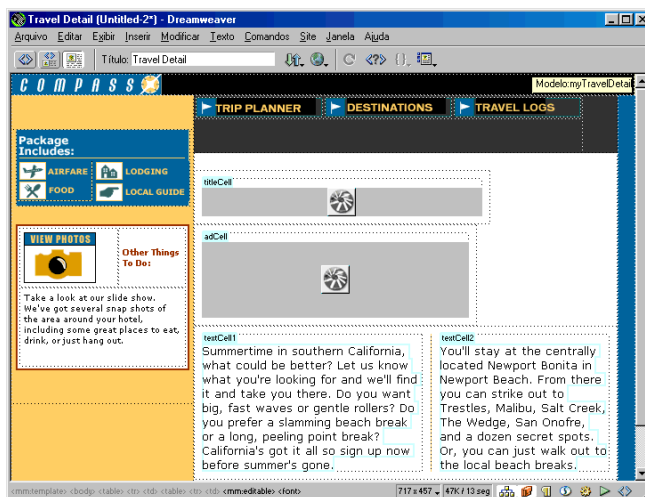 Travel Detail (Untitled-2*) - Dreamweaver
Arquivo Editar Exibir Inserir Modificar Texto Comandos Site Janela Ajuda
Título: Travel Detail
COMPASS
Modelo:myTravelDetail
TRIP PLANNER DESTINATIONS TRAVEL LOGS
Package
Includes:
AIRFARE LODGING
FOOD LOCAL GUIDE
titleCell
adCell
VIEW PHOTOS
Other Things
To Do:
Take a look at our slide show.
We've got several snap shots of
the area around your hotel,
including some great places to eat,
drink, or just hang out.
textCell1
Summertime in southern California,
what could be better? Let us know
what you're looking for and we'll find
it and take you there. Do you want
big, fast waves or gentle rollers? Do
you prefer a slamming beach break
or a long, peeling point break?
California's got it all so sign up now
before summer's gone.
textCell2
You'll stay at the centrally
located Newport Bonita in
Newport Beach. From there
you can strike out to
Trestles, Malibu, Salt Creek,
The Wedge, San Onofre,
and a dozen secret spots.
Or, you can just walk out to
the local beach breaks.
<mm:template> <body> <table> <tr> <td> <table> <tr> <td> <mm:editable> <font>
717 x 457 47K / 13 seg